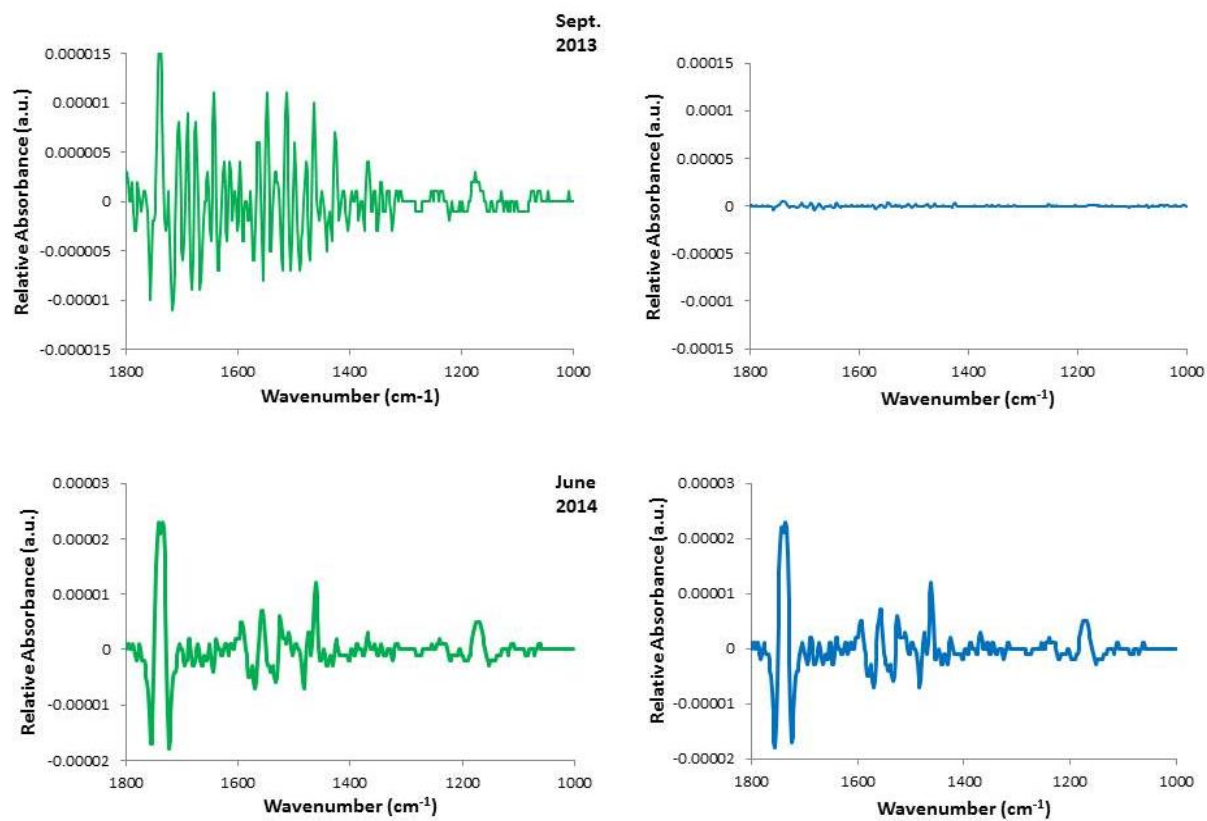 Sept.
2013
0.000015
0.00001
0.000005
0
-0.000005
-0.00001
-0.000015
1800 1600 1400 1200 1000
Relative Absorbance (a.u.)
Wavenumber (cm-1)
0.00015
0.0001
0.00005
0
-0.00005
-0.0001
-0.00015
1800 1600 1400 1200 1000
Relative Absorbance (a.u.)
Wavenumber (cm⁻¹)
June
2014
0.00003
0.00002
0.00001
0
-0.00001
-0.00002
1800 1600 1400 1200 1000
Relative Absorbance (a.u.)
Wavenumber (cm⁻¹)
0.00003
0.00002
0.00001
0
-0.00001
-0.00002
1800 1600 1400 1200 1000
Relative Absorbance (a.u.)
Wavenumber (cm⁻¹)